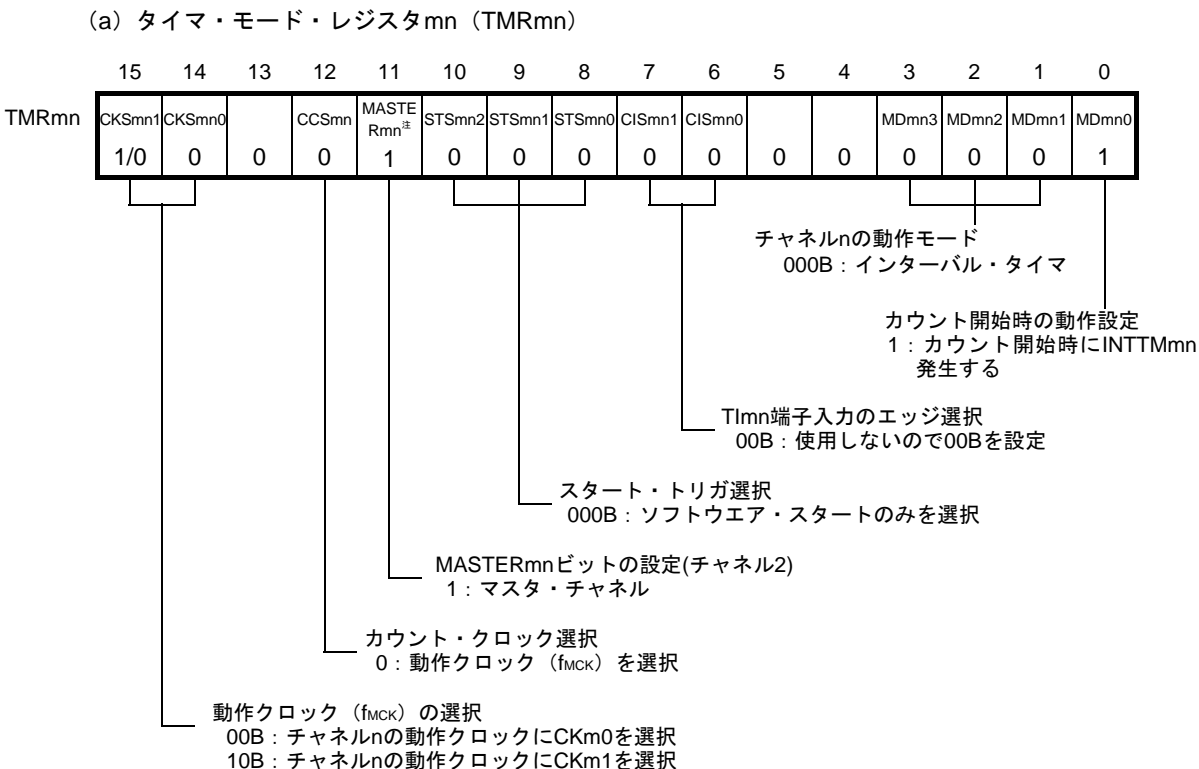 (a) タイマ・モード・レジスタmn（TMRmn）
15 14 13 12 11 10 9 8 7 6 5 4 3 2 1 0
TMRmn
CKSmn1 CKSmn0 CCSmn MASTE Rmn注 STSmn2 STSmn1 STSmn0 CISmn1 CISmn0 MDmn3 MDmn2 MDmn1 MDmn0
1/0 0 0 0 1 0 0 0 0 0 0 0 0 0 0 1
チャネルnの動作モード
000B：インターバル・タイマ
カウント開始時の動作設定
1：カウント開始時にINTTMmn
発生する
TImn端子入力のエッジ選択
00B：使用しないので00Bを設定
スタート・トリガ選択
000B：ソフトウエア・スタートのみを選択
MASTERmnビットの設定(チャネル2)
1：マスタ・チャネル
カウント・クロック選択
0：動作クロック（fMCK）を選択
動作クロック（fMCK）の選択
00B：チャネルnの動作クロックにCKm0を選択
10B：チャネルnの動作クロックにCKm1を選択